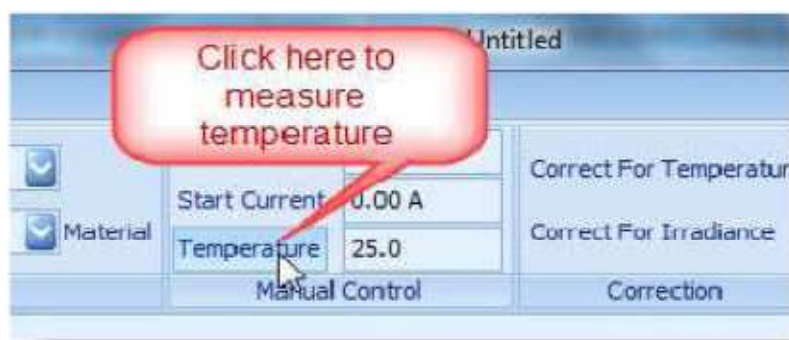 Untitled
Click here to
measure
temperature
Correct For Temperatur
Start Current 0.00 A
Material
Correct For Irradiance
Temperature 25.0
Manual Control
Correction